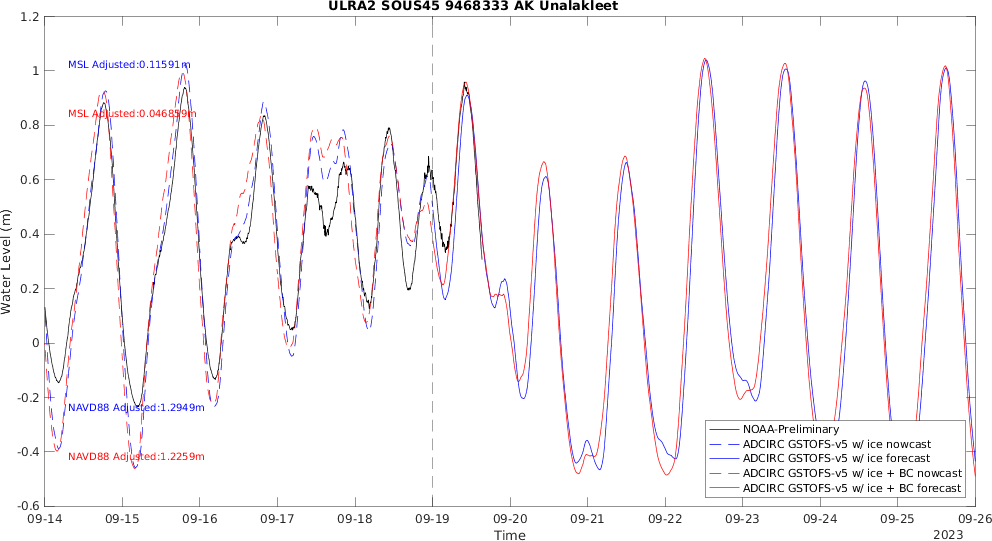 ULRA2 SOUS45 9468333 AK Unalakleet
1.2
1
0.8
0.6
0.4
0.2
0
-0.2
-0.4
-0.6
Water Level (m)
MSL Adjusted:0.11591m
MSL Adjusted:0.046859m
NAVD88 Adjusted:1.2949m
NAVD88 Adjusted:1.2259m
NOAA-Preliminary
ADCIRC GSTOFS-v5 w/ ice nowcast
ADCIRC GSTOFS-v5 w/ ice forecast
ADCIRC GSTOFS-v5 w/ ice + BC nowcast
ADCIRC GSTOFS-v5 w/ ice + BC forecast
09-14 09-15 09-16 09-17 09-18 09-19 09-20 09-21 09-22 09-23 09-24 09-25 09-26
Time
2023